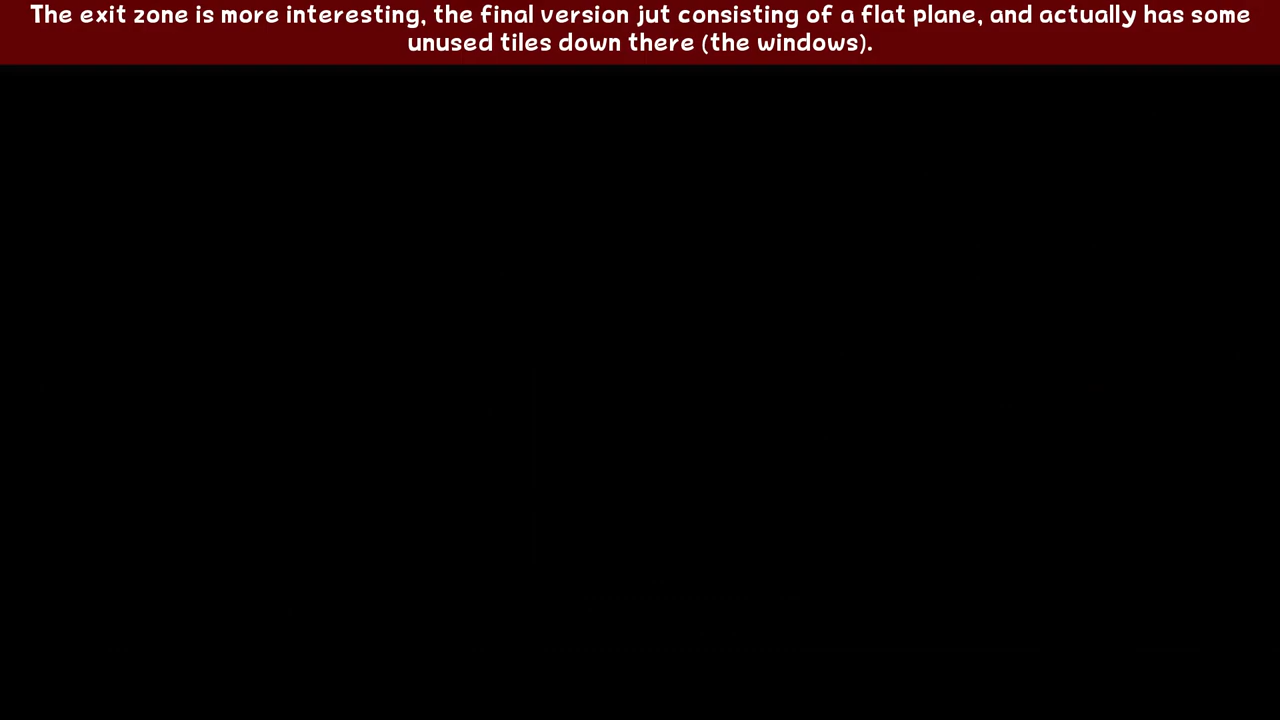 The exit zone is more interesting, the final version jut consisting of a flat plane, and actually has some
unused tiles down there (the windows).